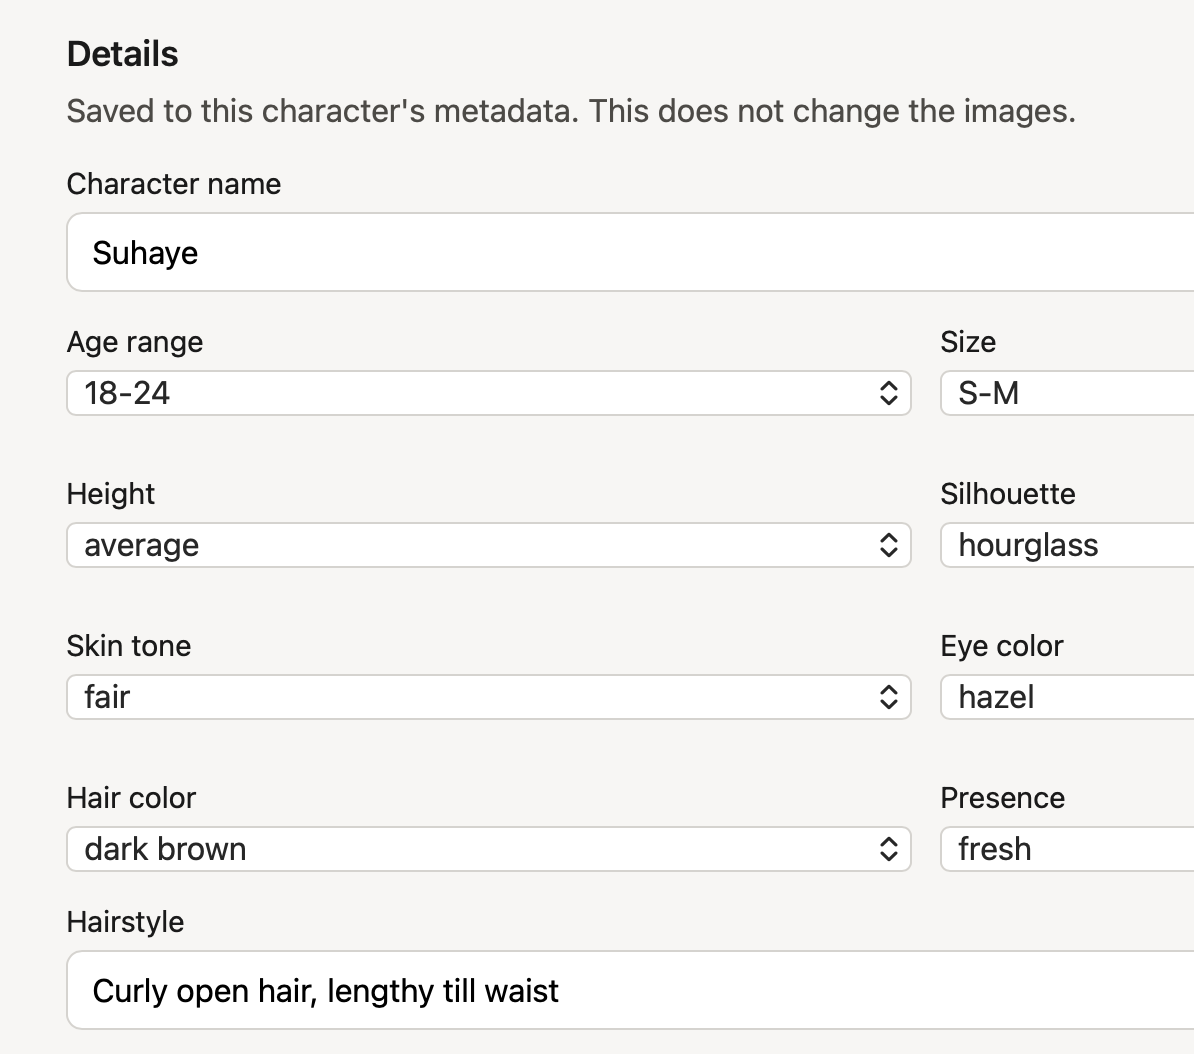 Details
Saved to this character's metadata. This does not change the images.
Character name
Suhaye
Age range
18-24
Size
S-M
Height
average
Silhouette
hourglass
Skin tone
fair
Eye color
hazel
Hair color
dark brown
Presence
fresh
Hairstyle
Curly open hair, lengthy till waist